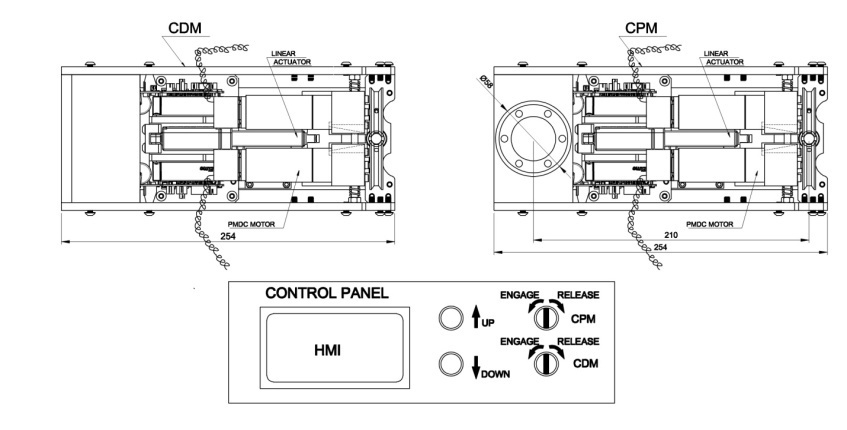 CDM
LINEAR
ACTUATOR
PMDC MOTOR
254
CPM
LINEAR
ACTUATOR
Ø58
PMDC MOTOR
210
254
CONTROL PANEL
HMI
UP
DOWN
ENGAGE RELEASE
CPM
ENGAGE RELEASE
CDM